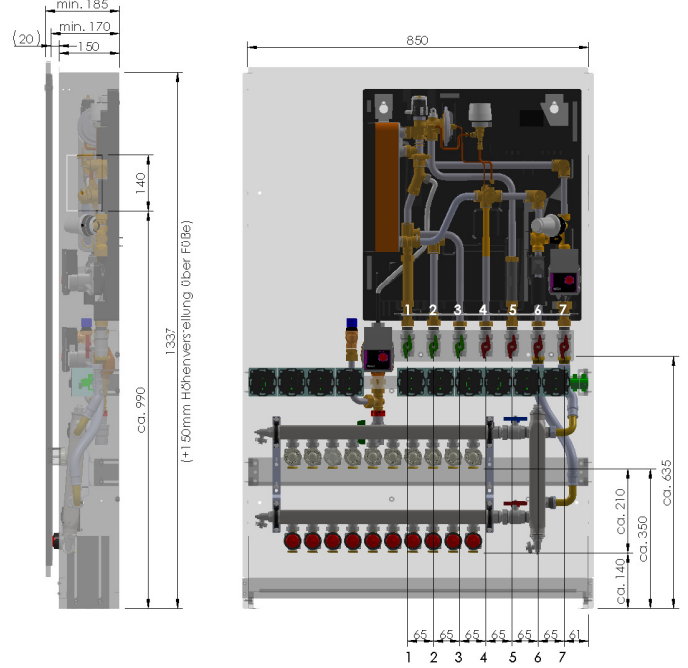 min. 185
min. 170
(20)
150
850
140
1337
(+150mm Höhenverstellung über Füße)
ca. 990
1 2 3 4 5 6 7
ca. 635
ca. 210
ca. 350
ca. 140
65 65 65 65 65 65 61
1 2 3 4 5 6 7